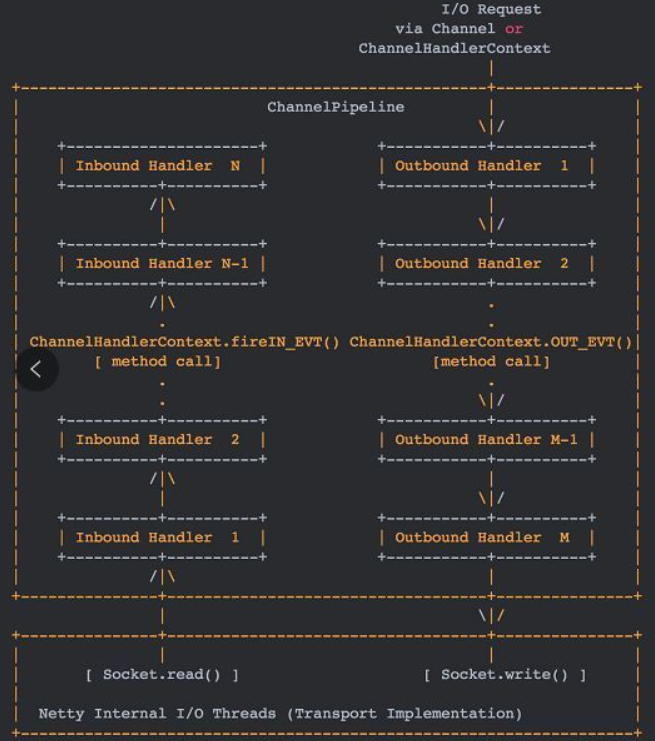 I/O Request
via Channel or
ChannelHandlerContext
ChannelPipeline
Inbound Handler N
Outbound Handler 1
Inbound Handler N-1
Outbound Handler 2
ChannelHandlerContext.fireIN_EVT() ChannelHandlerContext.OUT_EVT()
[ method call]
[method call]
Inbound Handler 2
Outbound Handler M-1
Inbound Handler 1
Outbound Handler M
[ Socket.read() ]
[ Socket.write() ]
Netty Internal I/O Threads (Transport Implementation)